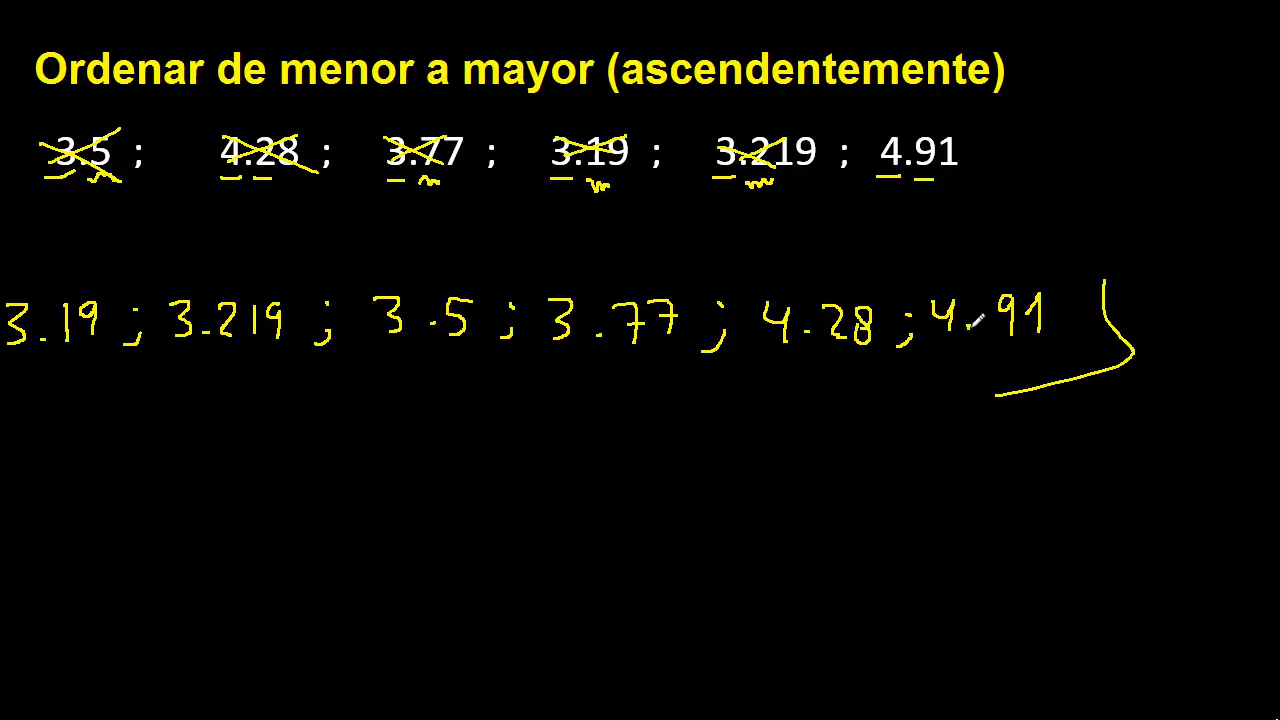 Ordenar de menor a mayor (ascendentemente)
3.5 ; 4.28 ; 3.77 ; 3.19 ; 3.219 ; 4.91
3.19 ; 3.219 ; 3.5 ; 3.77 ; 4.28 ; 4.91